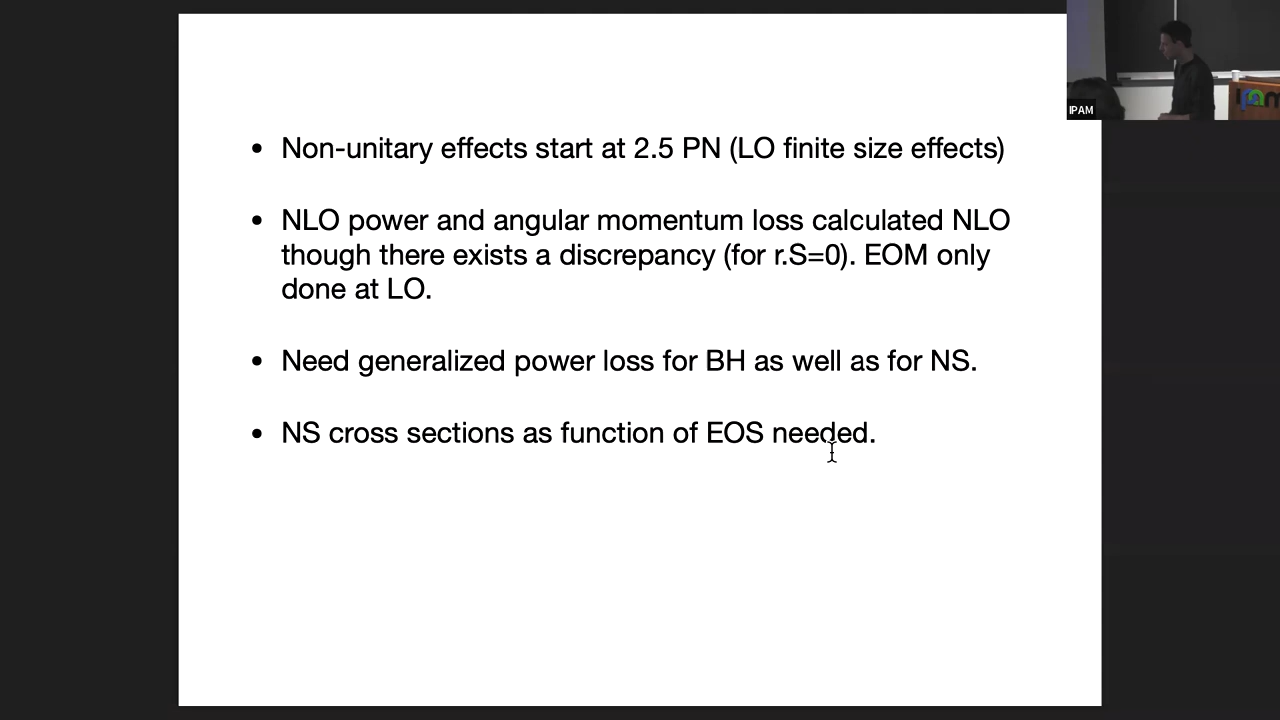 • Non-unitary effects start at 2.5 PN (LO finite size effects)
• NLO power and angular momentum loss calculated NLO
though there exists a discrepancy (for r.S=0). EOM only
done at LO.
• Need generalized power loss for BH as well as for NS.
• NS cross sections as function of EOS needed.
IPAM